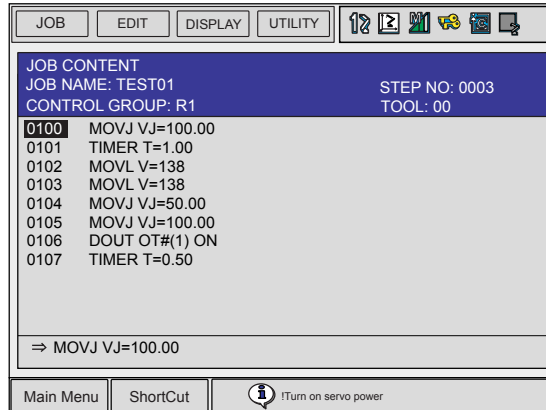 JOB EDIT DISPLAY UTILITY
JOB CONTENT
JOB NAME: TEST01 STEP NO: 0003
CONTROL GROUP: R1 TOOL: 00
0100 MOVJ VJ=100.00
0101 TIMER T=1.00
0102 MOVL V=138
0103 MOVL V=138
0104 MOVJ VJ=50.00
0105 MOVJ VJ=100.00
0106 DOUT OT#(1) ON
0107 TIMER T=0.50
⇒ MOVJ VJ=100.00
Main Menu ShortCut !Turn on servo power